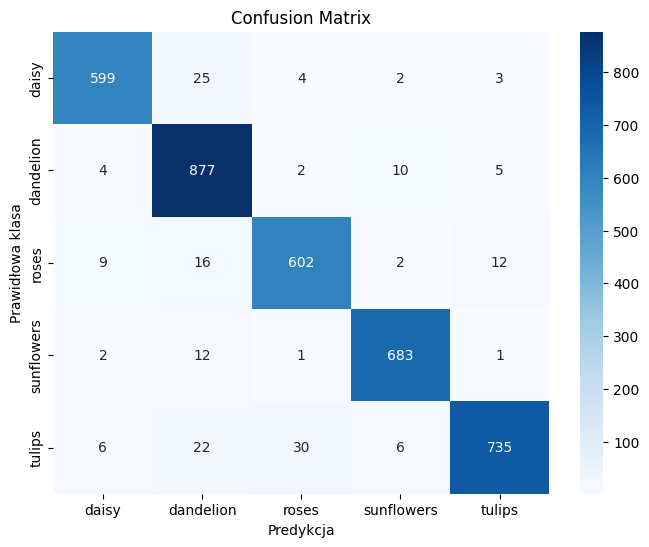 Confusion Matrix
Prawidłowa klasa
daisy 599 25 4 2 3
dandelion 4 877 2 10 5
roses 9 16 602 2 12
sunflowers 2 12 1 683 1
tulips 6 22 30 6 735
daisy dandelion roses sunflowers tulips
Predykcja
800
700
600
500
400
300
200
100